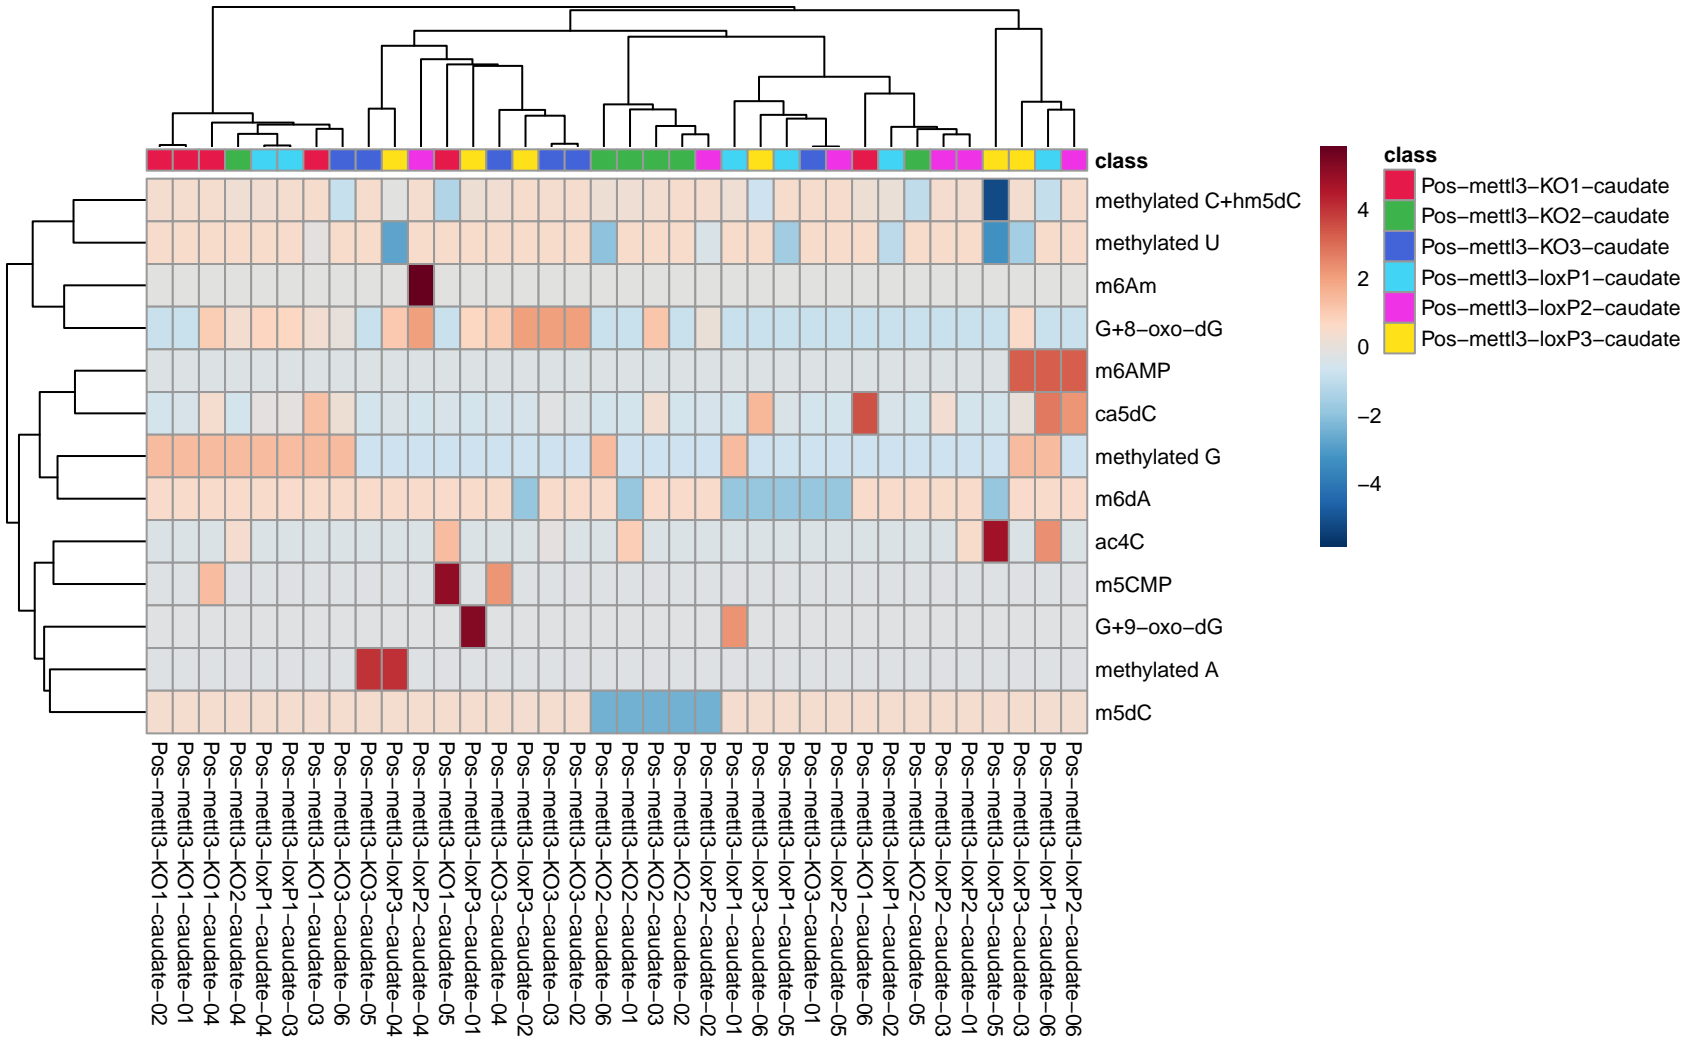 class
methylated C+hm5dC
methylated U
m6Am
G+8−oxo−dG
m6AMP
ca5dC
methylated G
m6dA
ac4C
m5CMP
G+9−oxo−dG
methylated A
m5dC
4
2
0
−2
−4
class
Pos−mettl3−KO1−caudate
Pos−mettl3−KO2−caudate
Pos−mettl3−KO3−caudate
Pos−mettl3−loxP1−caudate
Pos−mettl3−loxP2−caudate
Pos−mettl3−loxP3−caudate
Pos−mettl3−KO1−caudate−02
Pos−mettl3−KO1−caudate−01
Pos−mettl3−KO1−caudate−04
Pos−mettl3−KO2−caudate−04
Pos−mettl3−loxP1−caudate−04
Pos−mettl3−loxP1−caudate−03
Pos−mettl3−KO1−caudate−03
Pos−mettl3−KO3−caudate−06
Pos−mettl3−KO3−caudate−05
Pos−mettl3−loxP3−caudate−04
Pos−mettl3−loxP2−caudate−04
Pos−mettl3−KO1−caudate−05
Pos−mettl3−loxP3−caudate−01
Pos−mettl3−KO3−caudate−04
Pos−mettl3−loxP3−caudate−02
Pos−mettl3−KO3−caudate−03
Pos−mettl3−KO3−caudate−02
Pos−mettl3−KO2−caudate−06
Pos−mettl3−KO2−caudate−01
Pos−mettl3−KO2−caudate−03
Pos−mettl3−KO2−caudate−02
Pos−mettl3−loxP2−caudate−02
Pos−mettl3−loxP1−caudate−01
Pos−mettl3−loxP3−caudate−06
Pos−mettl3−loxP1−caudate−05
Pos−mettl3−KO3−caudate−01
Pos−mettl3−loxP2−caudate−05
Pos−mettl3−KO1−caudate−06
Pos−mettl3−loxP1−caudate−02
Pos−mettl3−KO2−caudate−05
Pos−mettl3−loxP2−caudate−03
Pos−mettl3−loxP2−caudate−01
Pos−mettl3−loxP3−caudate−05
Pos−mettl3−loxP3−caudate−03
Pos−mettl3−loxP1−caudate−06
Pos−mettl3−loxP2−caudate−06